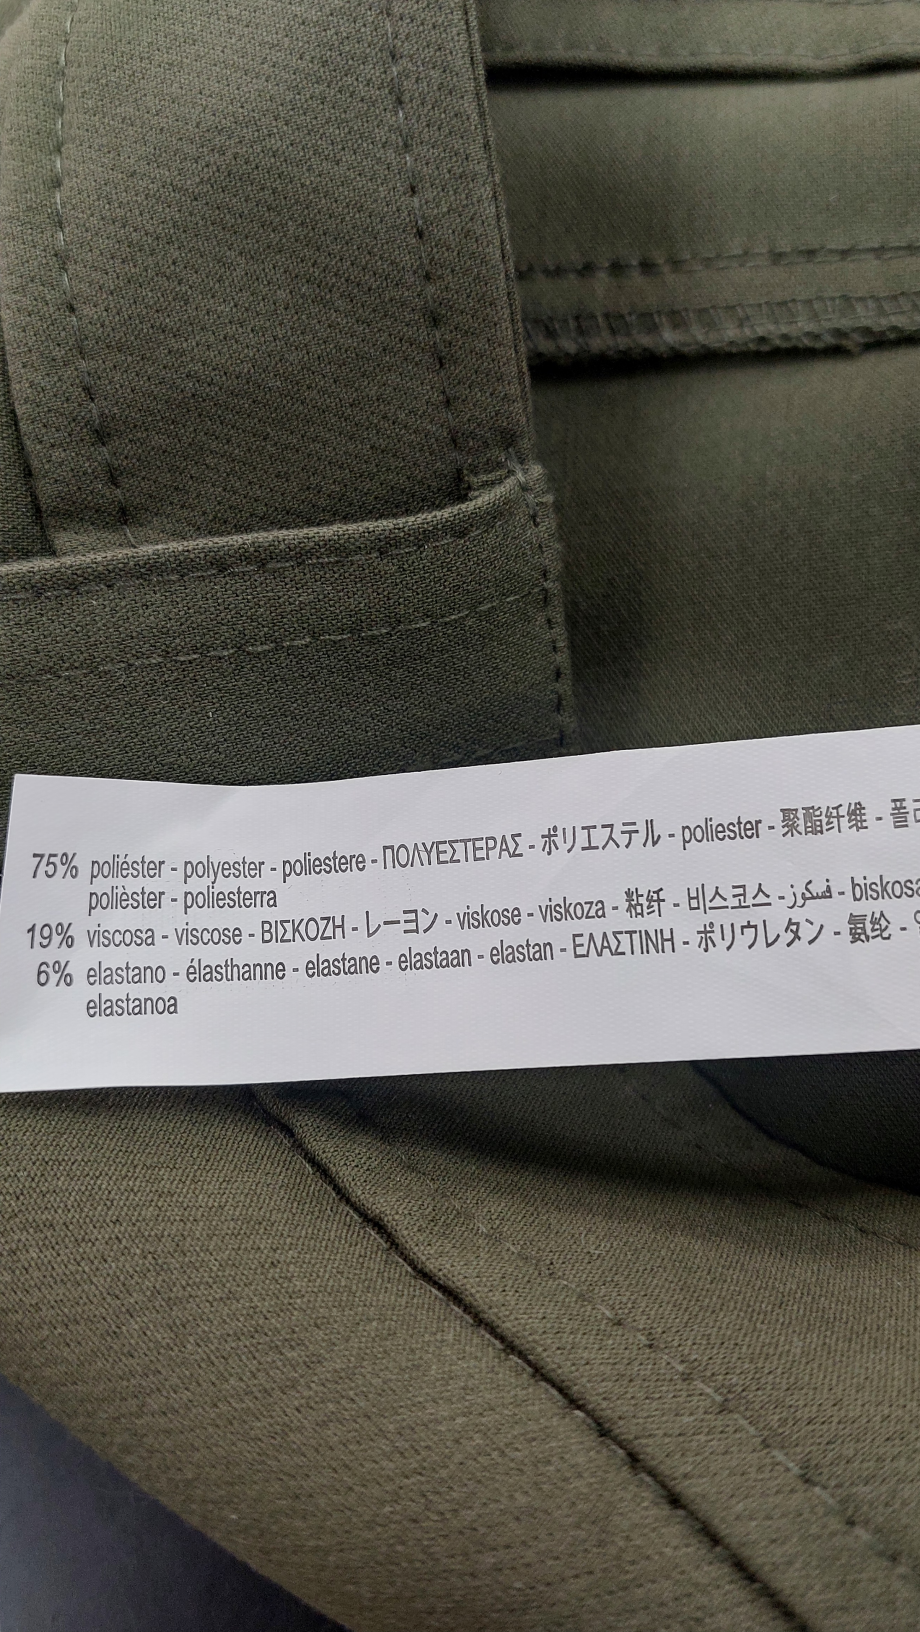 75% poliéster - polyester - poliestere - ΠΟΛΥΕΣΤΕΡΑΣ - ポリエステル - poliester - 聚酯纤维 -
polièster - poliesterra
19% viscosa - viscose - ΒΙΣΚΟΖΗ - レーヨン - viskose - viskoza - 粘纤 - 비스코스 - فسكوز - biskosa
6% elastano - élasthanne - elastane - elastaan - elastan - ΕΛΑΣΤΙΝΗ - ポリウレタン - 氨纶 -
elastanoa